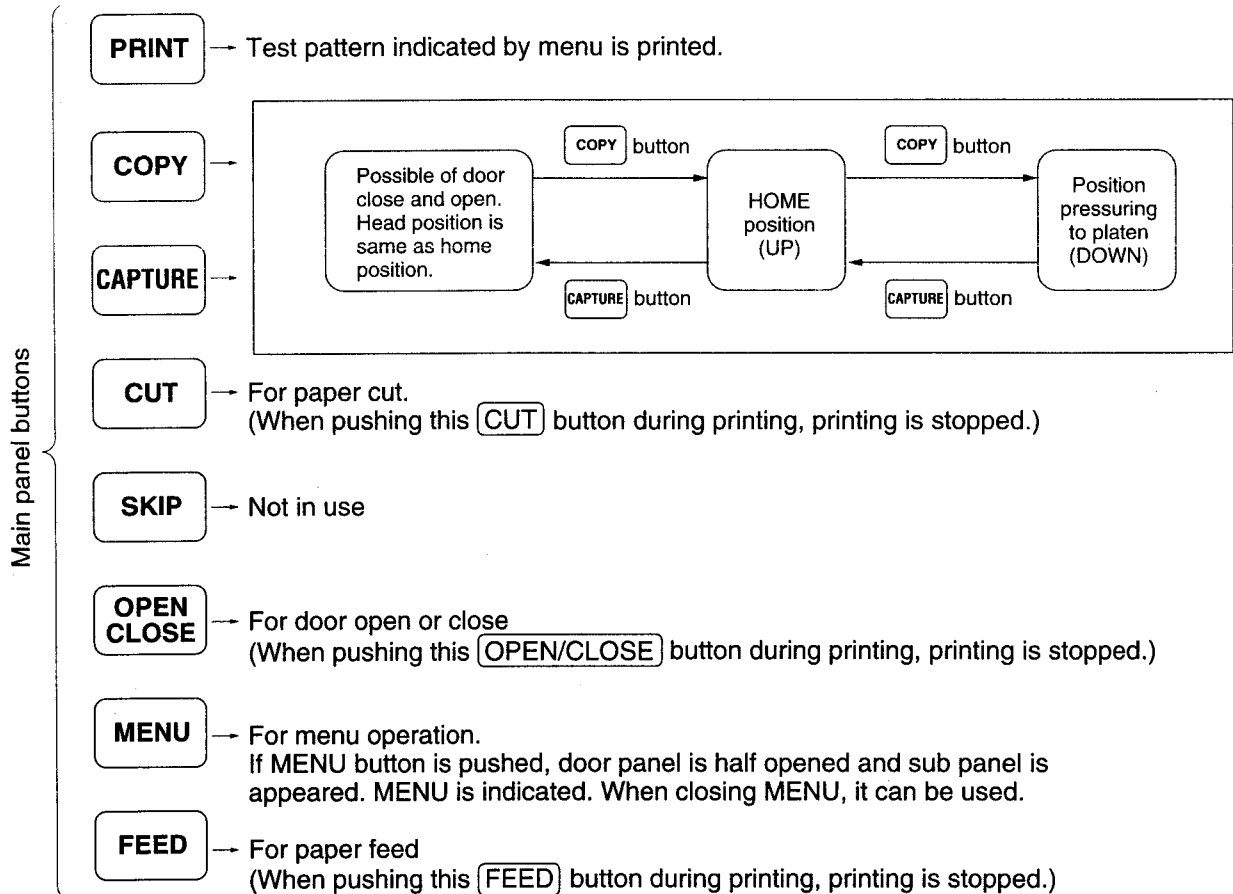 Main panel buttons
PRINT → Test pattern indicated by menu is printed.
COPY →
CAPTURE →
COPY button
COPY button
Possible of door
close and open.
Head position is
same as home
position.
HOME
position
(UP)
Position
pressuring
to platen
(DOWN)
CAPTURE button
CAPTURE button
CUT → For paper cut.
(When pushing this CUT button during printing, printing is stopped.)
SKIP → Not in use
OPEN
CLOSE → For door open or close
(When pushing this OPEN/CLOSE button during printing, printing is stopped.)
MENU → For menu operation.
If MENU button is pushed, door panel is half opened and sub panel is
appeared. MENU is indicated. When closing MENU, it can be used.
FEED → For paper feed
(When pushing this FEED button during printing, printing is stopped.)